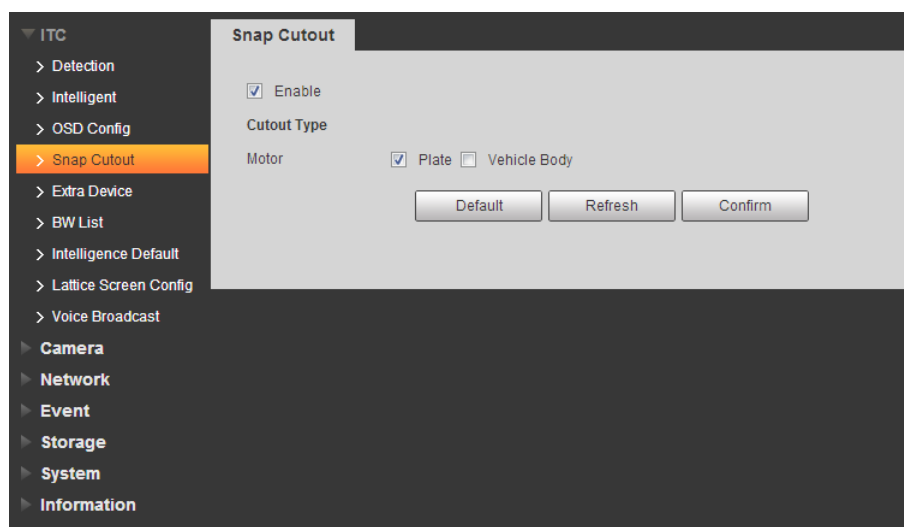 ITC
Detection
Intelligent
OSD Config
Snap Cutout
Extra Device
BW List
Intelligence Default
Lattice Screen Config
Voice Broadcast
Camera
Network
Event
Storage
System
Information
Snap Cutout
Enable
Cutout Type
Motor Plate Vehicle Body
Default Refresh Confirm